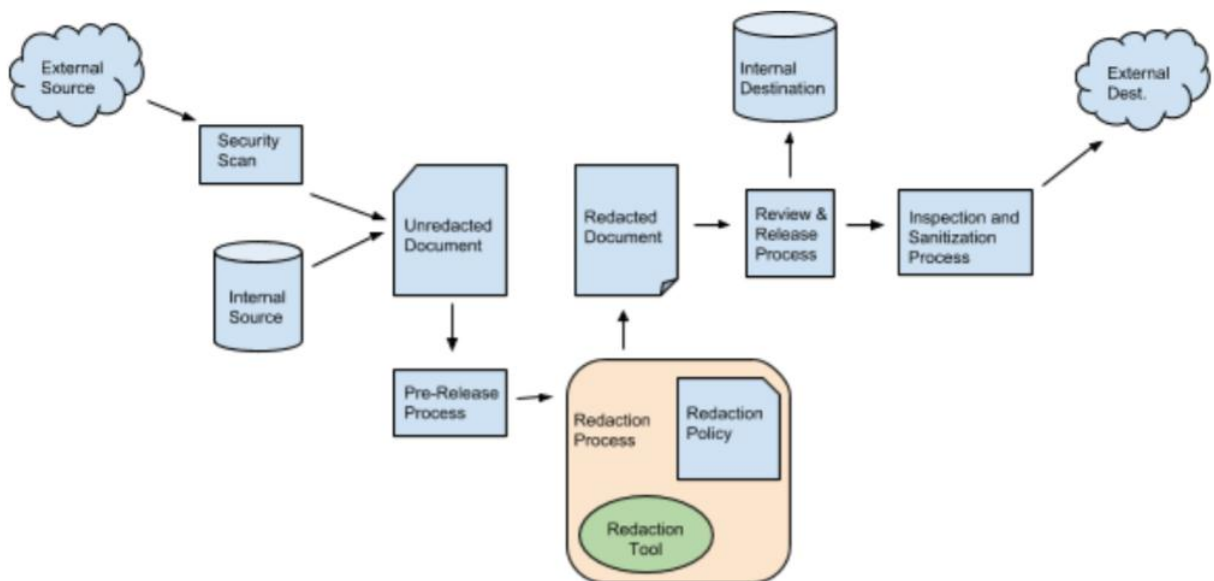 External
Source
Security
Scan
Internal
Source
Unredacted
Document
Pre-Release
Process
Redaction
Process
Redaction
Policy
Redaction
Tool
Redacted
Document
Review &
Release
Process
Internal
Destination
Inspection and
Sanitization
Process
External
Dest.